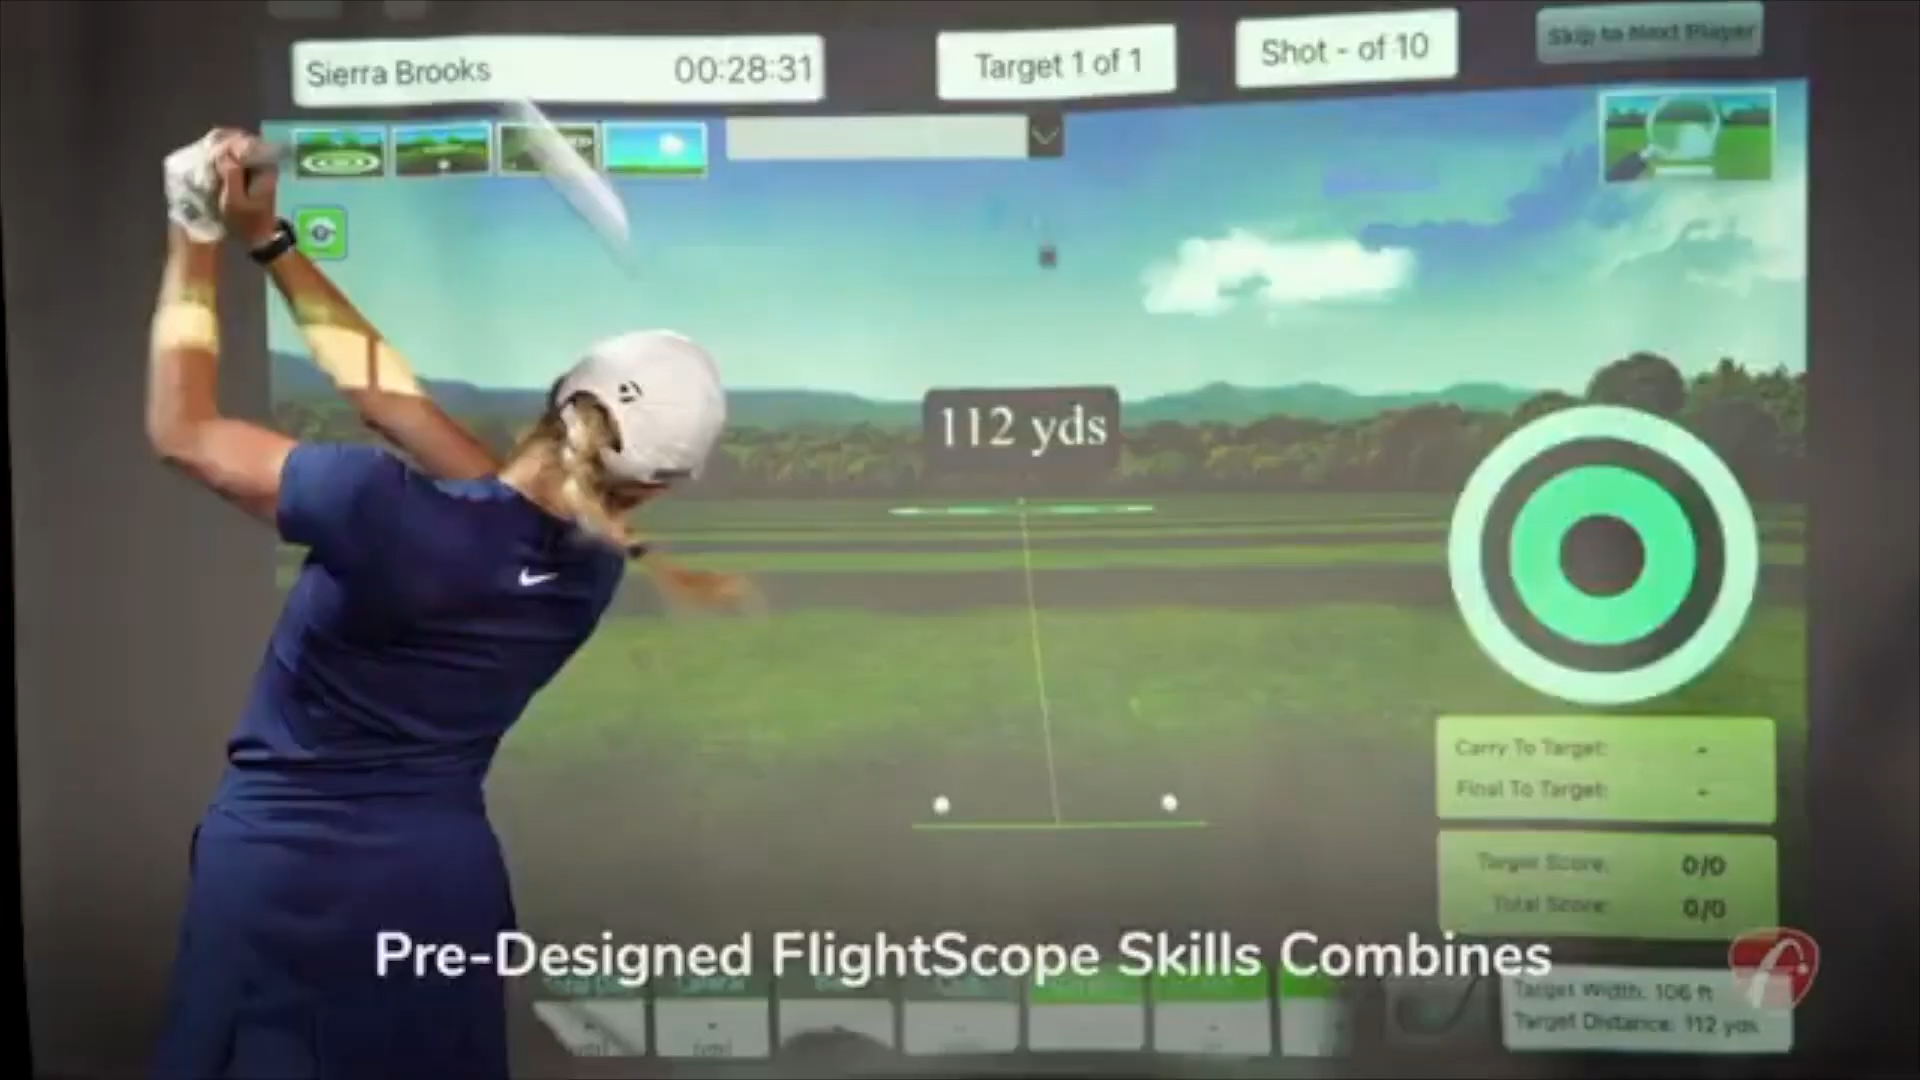 Sierra Brooks 00:28:31
Target 1 of 1
Shot - of 10
Skip to Next Player
112 yds
Carry To Target: -
Final To Target: -
Target Score: 0/0
Total Score: 0/0
Pre-Designed FlightScope Skills Combines
Target Width: 106 ft
Target Distance: 112 yds